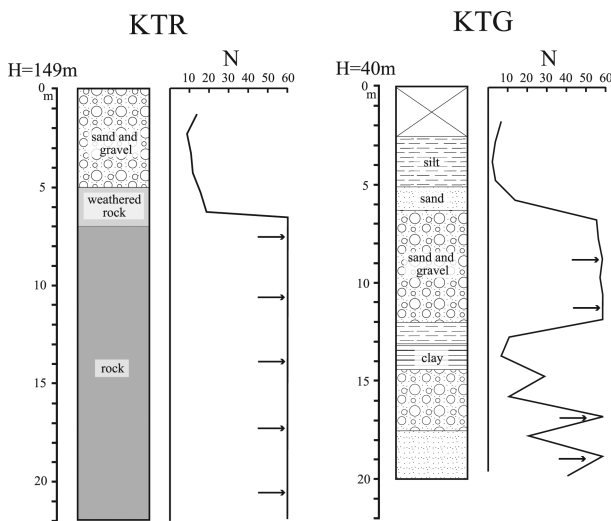 KTR
H=149m
N
10 20 30 40 50 60
0
m
5
10
15
20
sand and
gravel
weathered
rock
rock
KTG
H=40m
N
10 20 30 40 50 60
0
m
5
10
15
20
silt
sand
sand and
gravel
clay